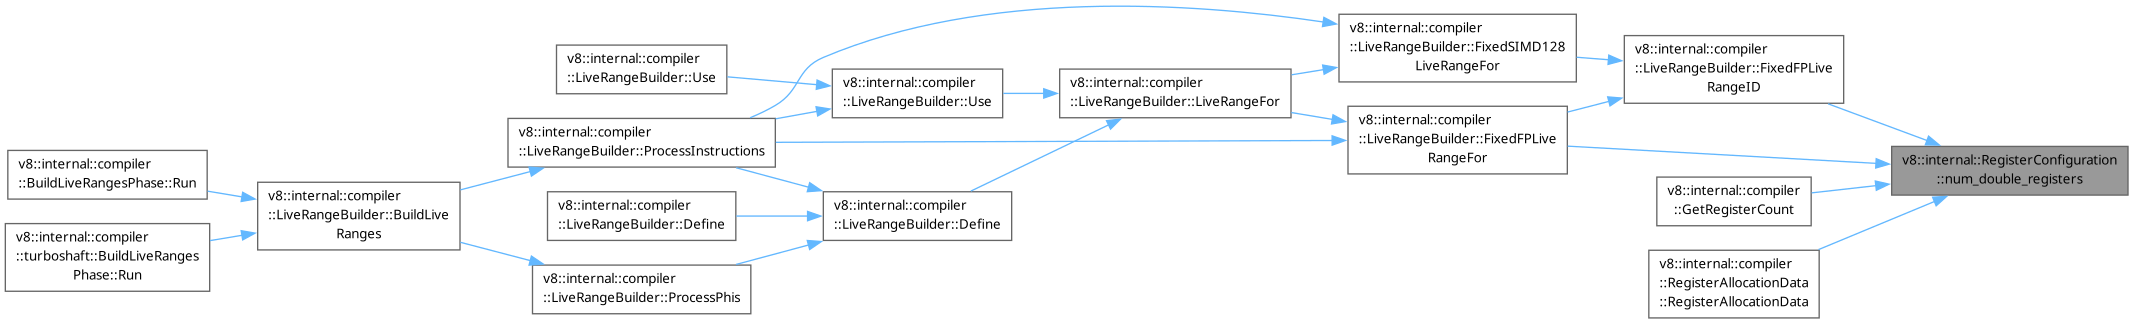 v8::internal::compiler
::BuildLiveRangesPhase::Run
v8::internal::compiler
::turboshaft::BuildLiveRanges
Phase::Run
v8::internal::compiler
::LiveRangeBuilder::BuildLive
Ranges
v8::internal::compiler
::LiveRangeBuilder::Use
v8::internal::compiler
::LiveRangeBuilder::ProcessInstructions
v8::internal::compiler
::LiveRangeBuilder::Define
v8::internal::compiler
::LiveRangeBuilder::ProcessPhis
v8::internal::compiler
::LiveRangeBuilder::Use
v8::internal::compiler
::LiveRangeBuilder::Define
v8::internal::compiler
::LiveRangeBuilder::LiveRangeFor
v8::internal::compiler
::LiveRangeBuilder::FixedSIMD128
LiveRangeFor
v8::internal::compiler
::LiveRangeBuilder::FixedFPLive
RangeFor
v8::internal::compiler
::LiveRangeBuilder::FixedFPLive
RangeID
v8::internal::compiler
::GetRegisterCount
v8::internal::compiler
::RegisterAllocationData
::RegisterAllocationData
v8::internal::RegisterConfiguration
::num_double_registers